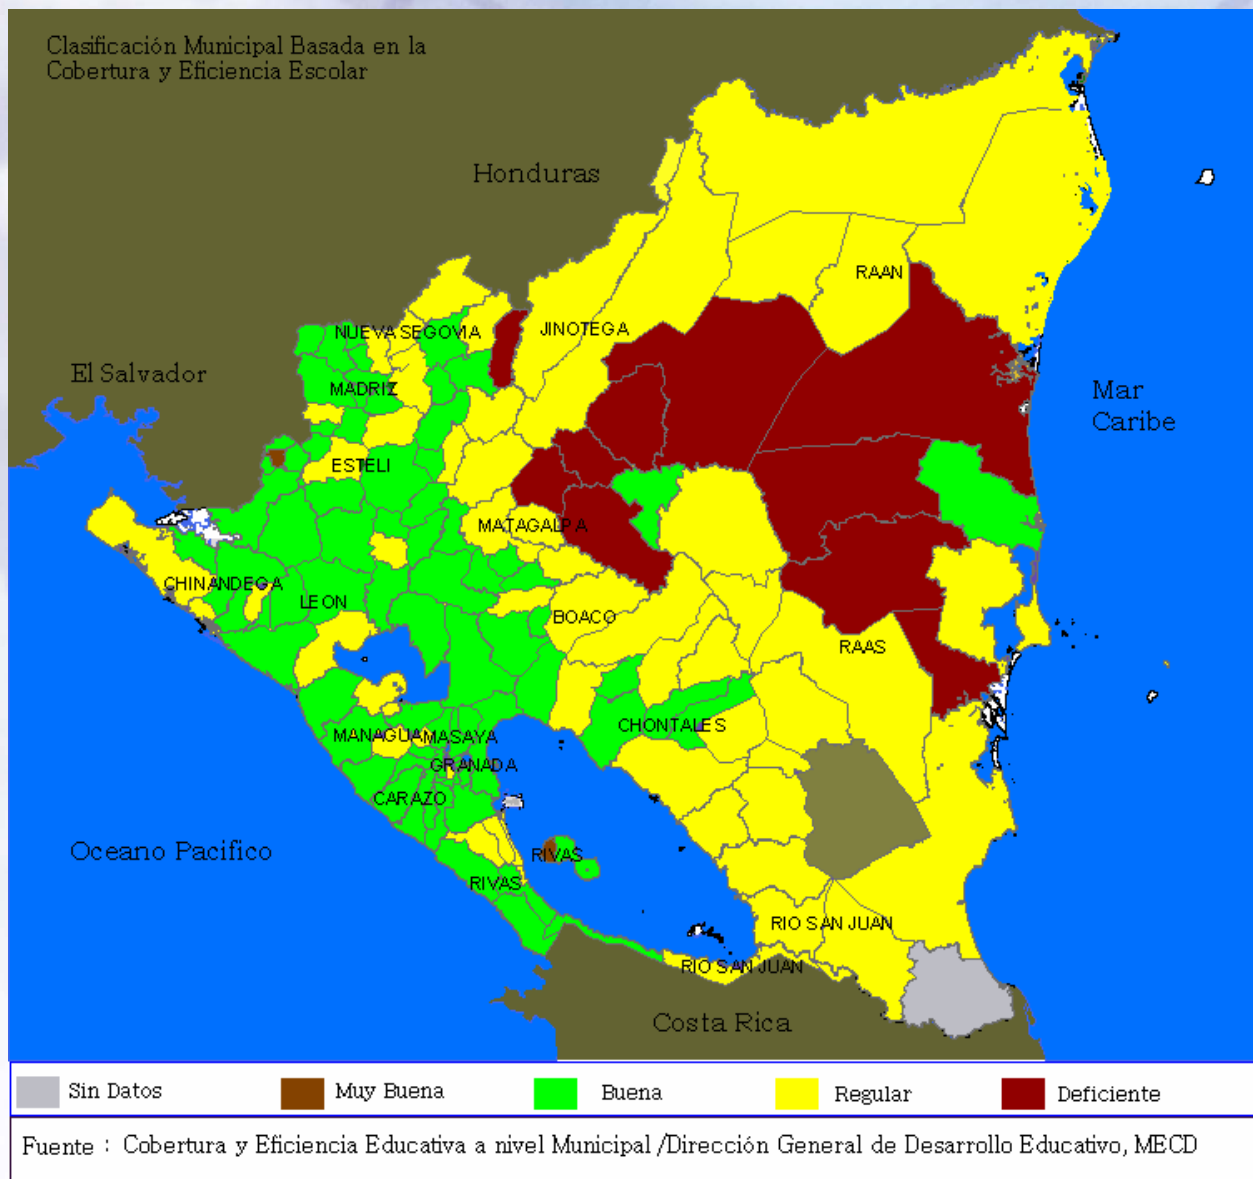 Clasificación Municipal Basada en la
Cobertura y Eficiencia Escolar
Honduras
RAAN
NUEVA SEGOVIA
JINOTEGA
El Salvador
MADRIZ
Mar
Caribe
ESTELI
MATAGALPA
CHINANDEGA
LEON
BOACO
RAAS
CHONTALES
MANAGUA
MASAYA
GRANADA
CARAZO
Oceano Pacifico
RIVAS
RIVAS
RIO SAN JUAN
RIO SAN JUAN
Costa Rica
Sin Datos
Muy Buena
Buena
Regular
Deficiente
Fuente : Cobertura y Eficiencia Educativa a nivel Municipal /Dirección General de Desarrollo Educativo, MECD